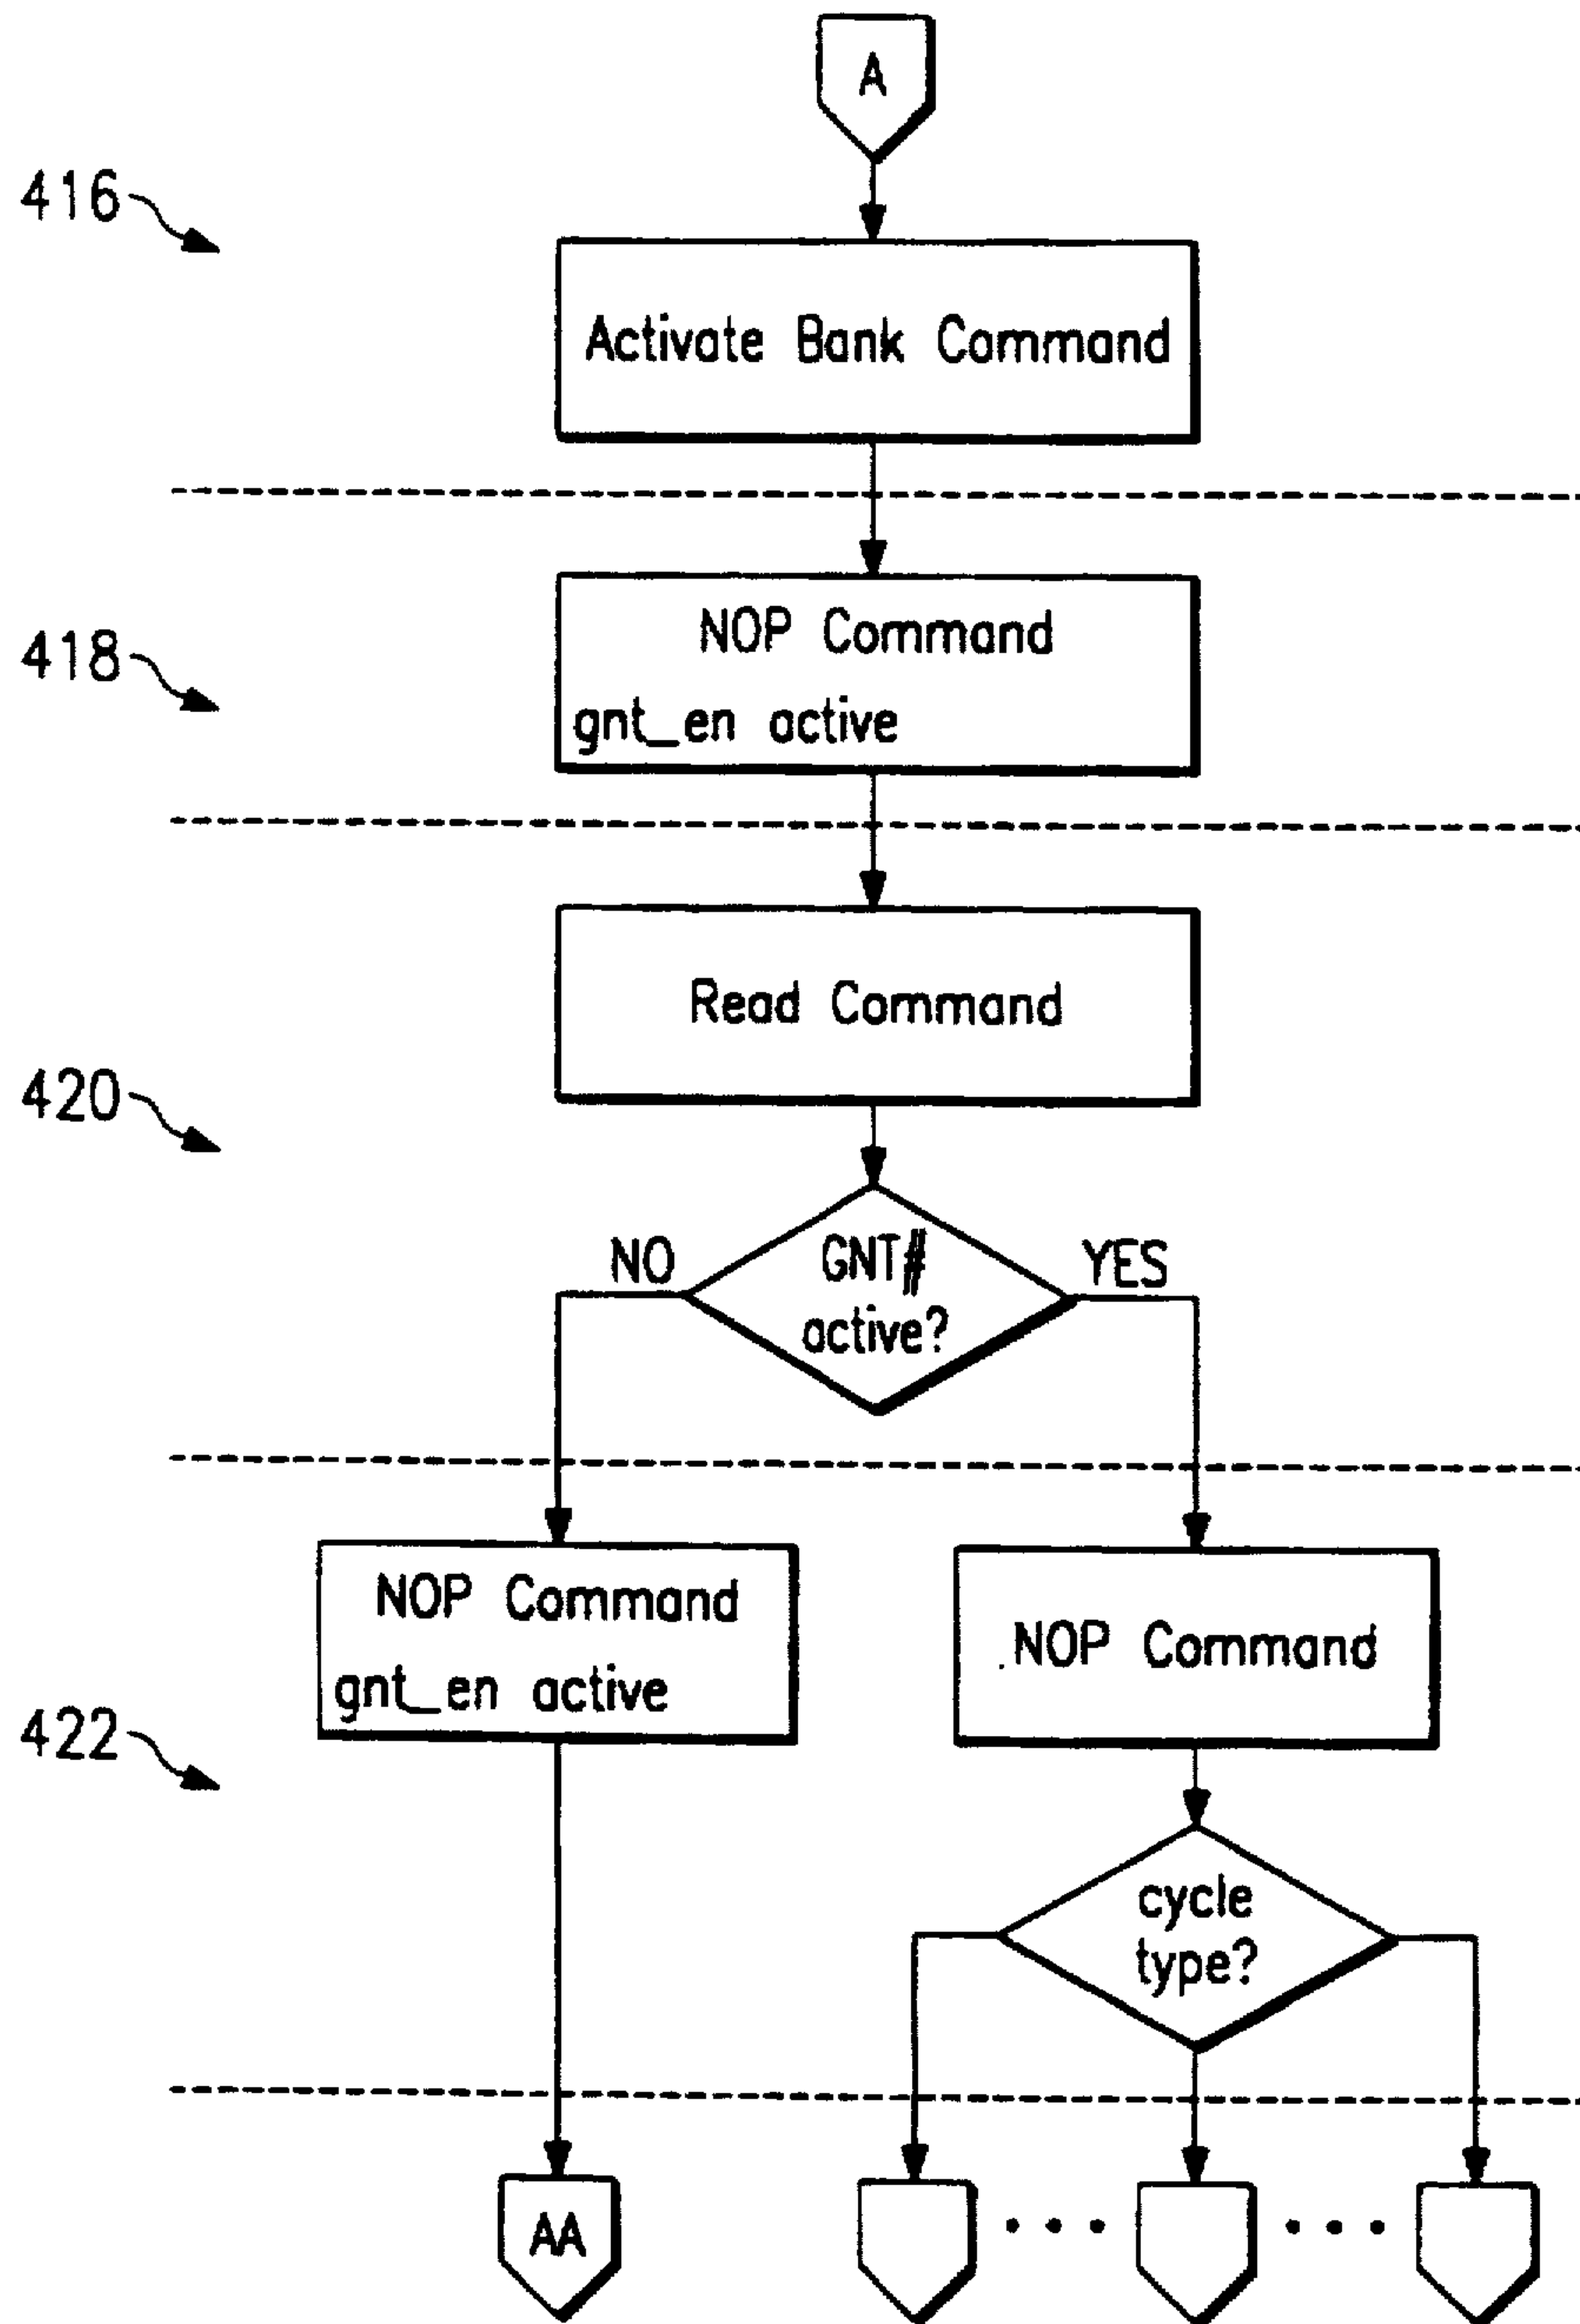 A
416
Activate Bank Command
418
NOP Command
gnt_en active
Read Command
420
NO
GNT#
active?
YES
NOP Command
gnt_en active
NOP Command
422
cycle
type?
AA